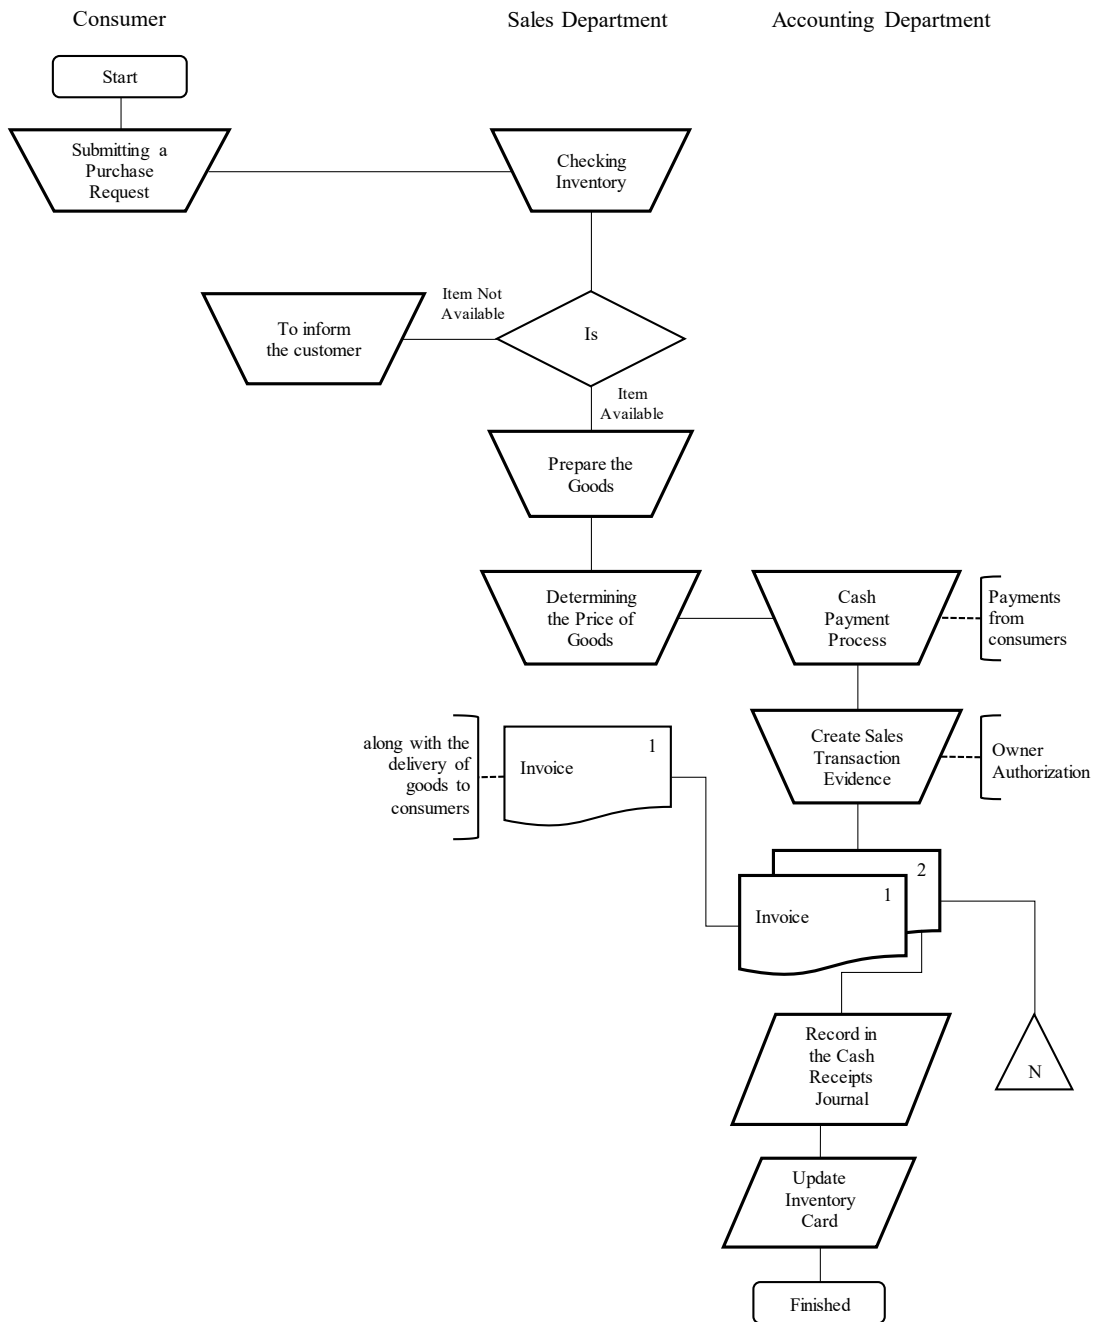 Consumer
Sales Department
Accounting Department
Start
Submitting a
Purchase
Request
Checking
Inventory
Item Not
Available
To inform
the customer
Is
Item
Available
Prepare the
Goods
Determining
the Price of
Goods
Cash
Payment
Process
Payments
from
consumers
along with the
delivery of
goods to
consumers
1
Invoice
Create Sales
Transaction
Evidence
Owner
Authorization
2
1
Invoice
Record in
the Cash
Receipts
Journal
N
Update
Inventory
Card
Finished